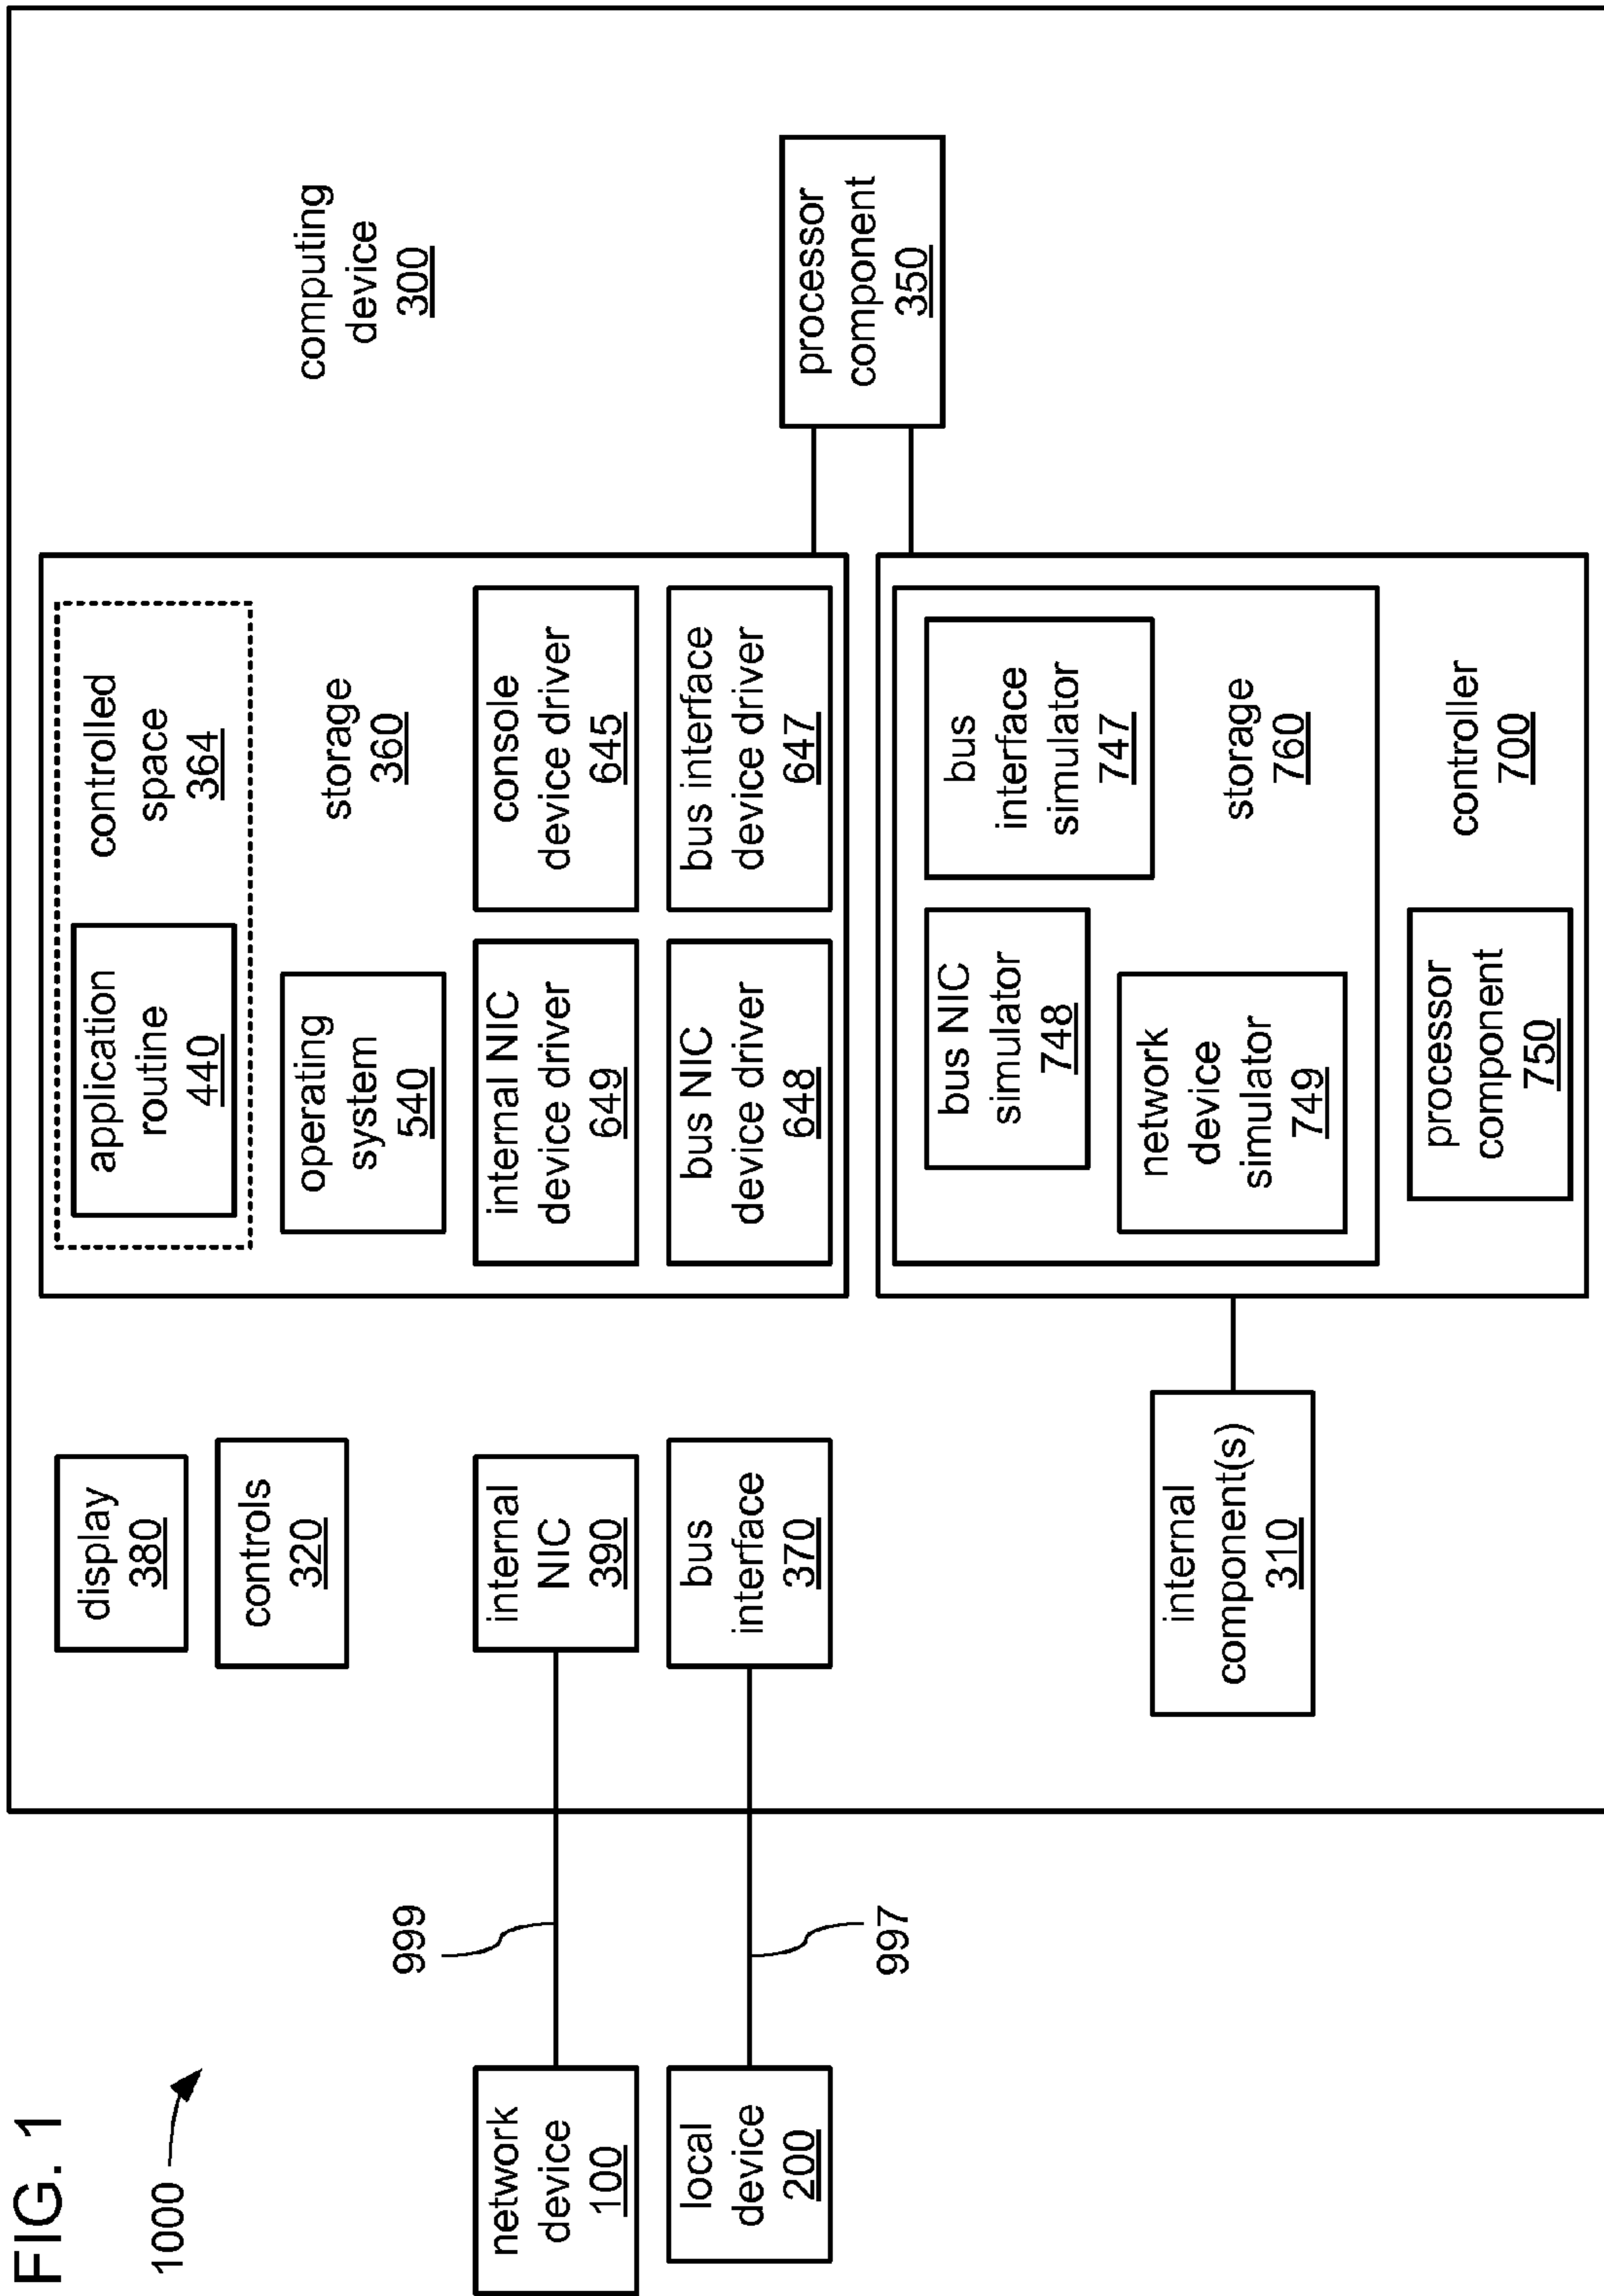 FIG. 1
1000
network
device
100
local
device
200
999
997
computing
device
300
display
380
controls
320
internal
NIC
390
bus
interface
370
internal
component(s)
310
application
routine
440
controlled
space
364
operating
system
540
storage
360
internal NIC
device driver
649
console
device driver
645
bus NIC
device driver
648
bus interface
device driver
647
bus NIC
simulator
748
bus
interface
simulator
747
network
device
simulator
749
storage
760
processor
component
750
controller
700
processor
component
350